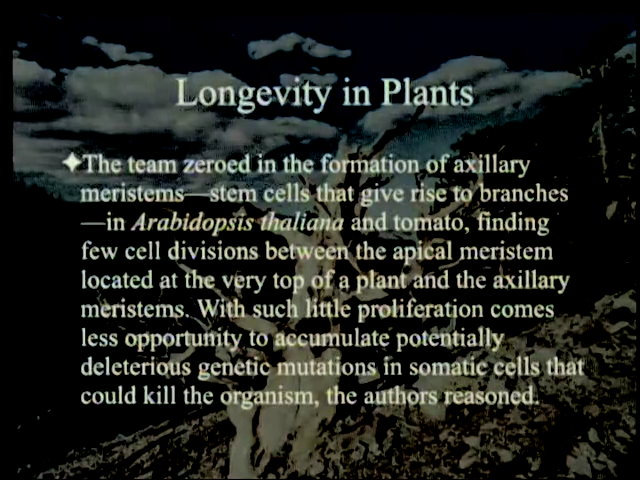 Longevity in Plants
✦The team zeroed in the formation of axillary
meristems—stem cells that give rise to branches
—in Arabidopsis thaliana and tomato, finding
few cell divisions between the apical meristem
located at the very top of a plant and the axillary
meristems. With such little proliferation comes
less opportunity to accumulate potentially
deleterious genetic mutations in somatic cells that
could kill the organism, the authors reasoned.